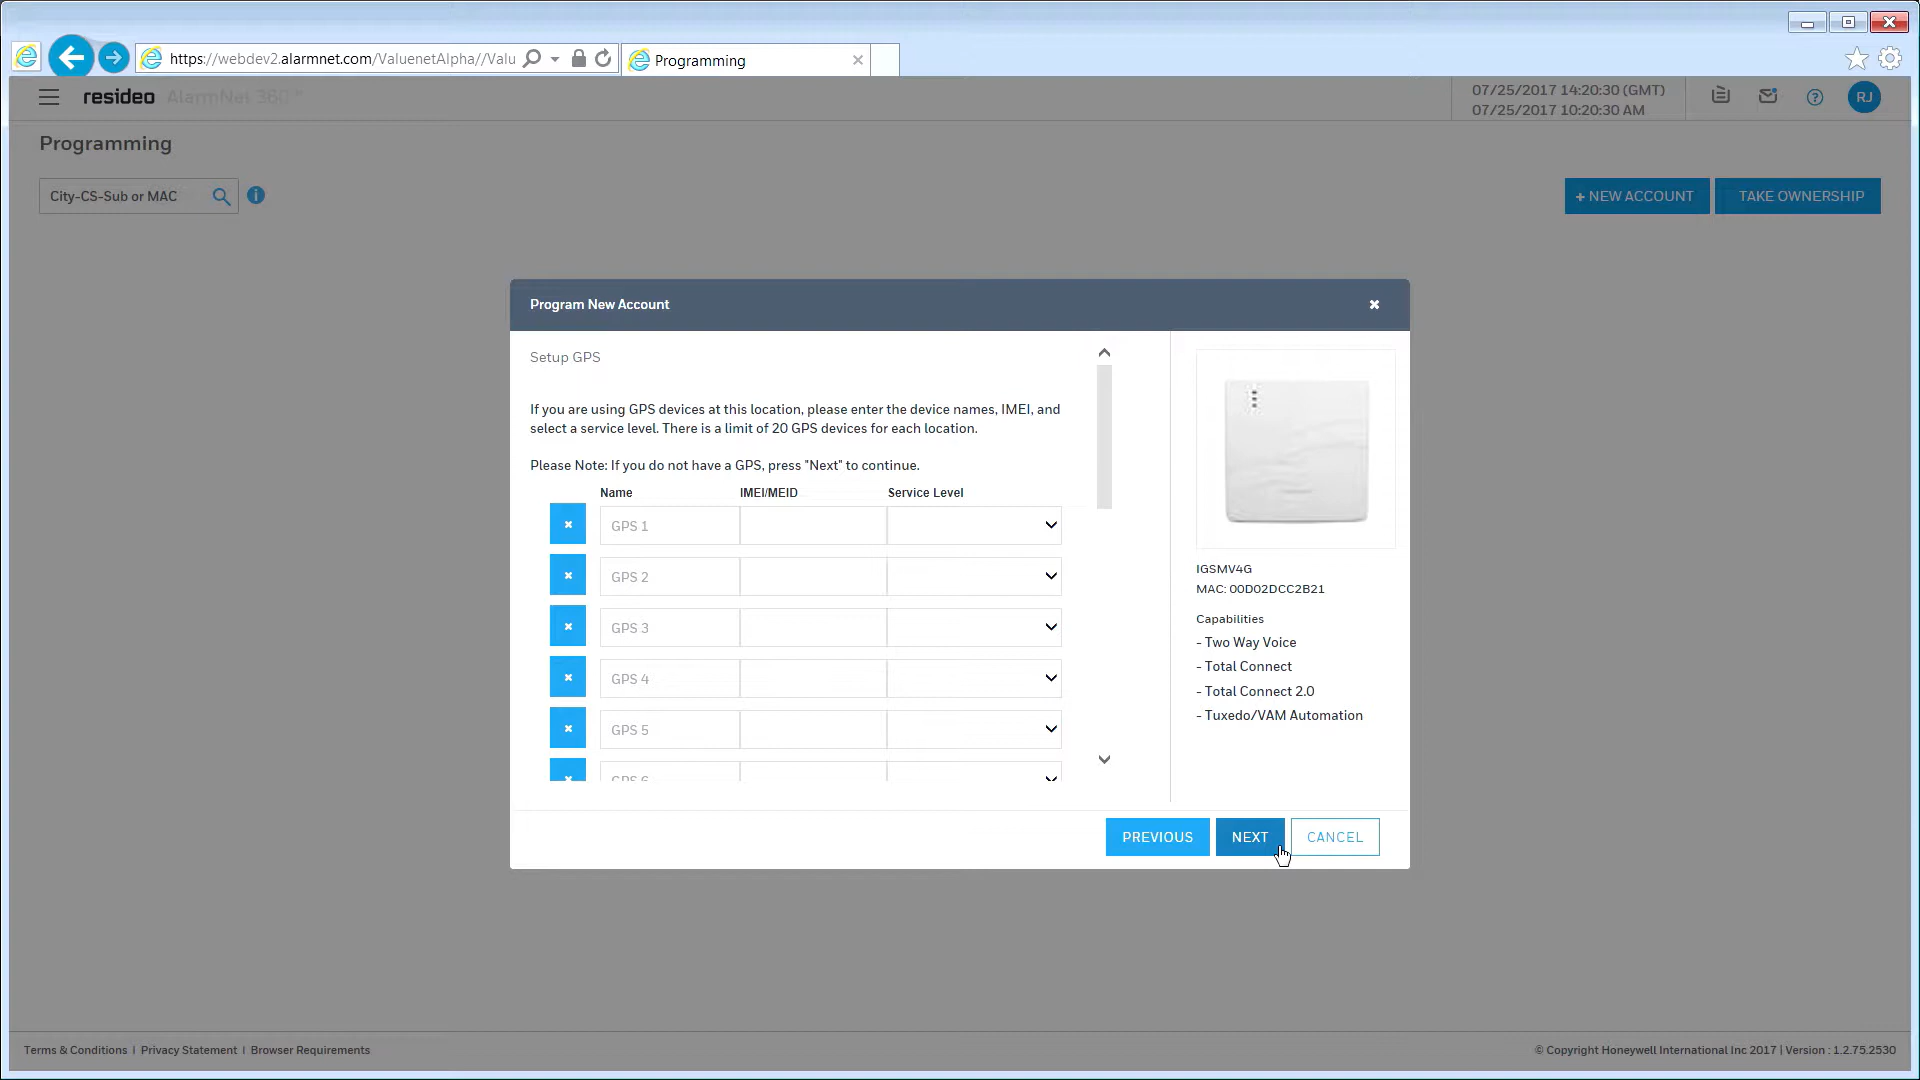 https://webdev2.alarmnet.com/ValuenetAlpha//Valu
Programming
resideo AlarmNet 360™
07/25/2017 14:20:30 (GMT)
07/25/2017 10:20:30 AM
RJ
Programming
City-CS-Sub or MAC
+ NEW ACCOUNT
TAKE OWNERSHIP
Program New Account
Setup GPS
If you are using GPS devices at this location, please enter the device names, IMEI, and
select a service level. There is a limit of 20 GPS devices for each location.
Please Note: If you do not have a GPS, press "Next" to continue.
Name IMEI/MEID Service Level
GPS 1
GPS 2
GPS 3
GPS 4
GPS 5
GPS 6
IGSMV4G
MAC: 00D02DCC2B21
Capabilities
- Two Way Voice
- Total Connect
- Total Connect 2.0
- Tuxedo/VAM Automation
PREVIOUS
NEXT
CANCEL
Terms & Conditions | Privacy Statement | Browser Requirements
© Copyright Honeywell International Inc 2017 | Version : 1.2.75.2530